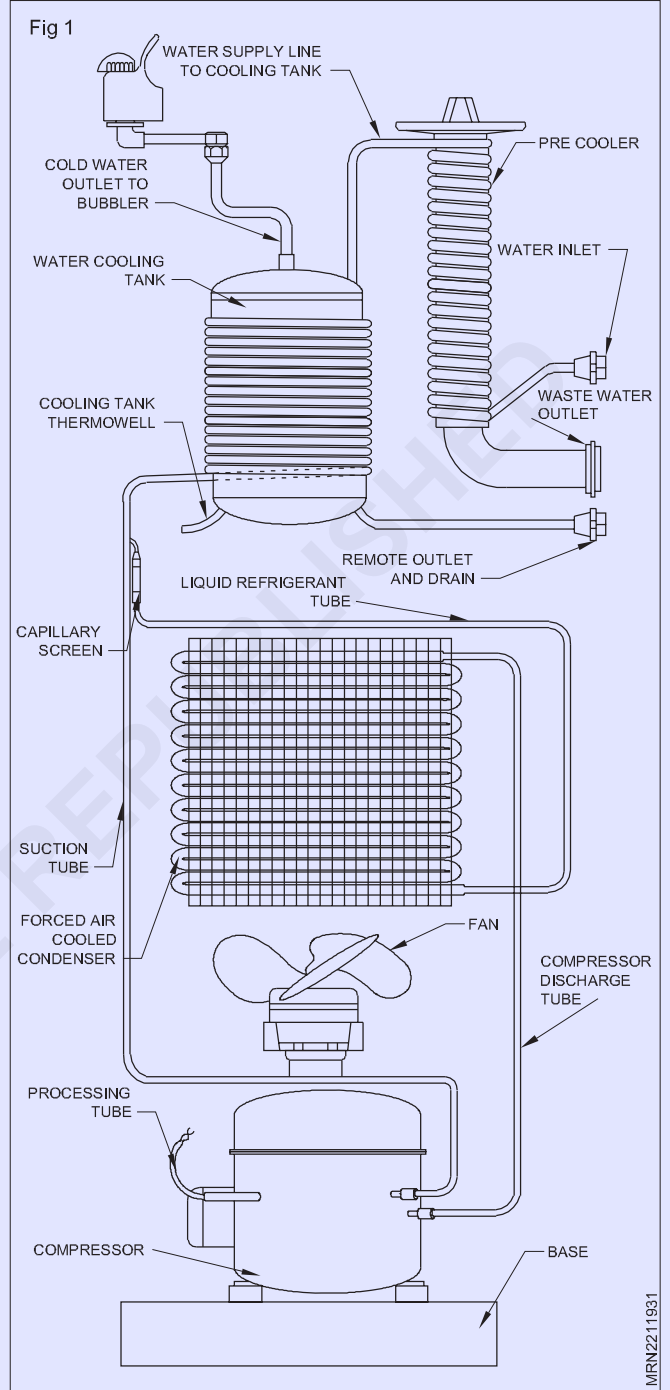 Fig 1
WATER SUPPLY LINE
TO COOLING TANK
PRE COOLER
COLD WATER
OUTLET TO
BUBBLER
WATER INLET
WATER COOLING
TANK
WASTE WATER
OUTLET
COOLING TANK
THERMOWELL
REMOTE OUTLET
AND DRAIN
LIQUID REFRIGERANT
TUBE
CAPILLARY
SCREEN
SUCTION
TUBE
FORCED AIR
COOLED
CONDENSER
FAN
COMPRESSOR
DISCHARGE
TUBE
PROCESSING
TUBE
COMPRESSOR
BASE
MRN2211931
E REPUBLISHED